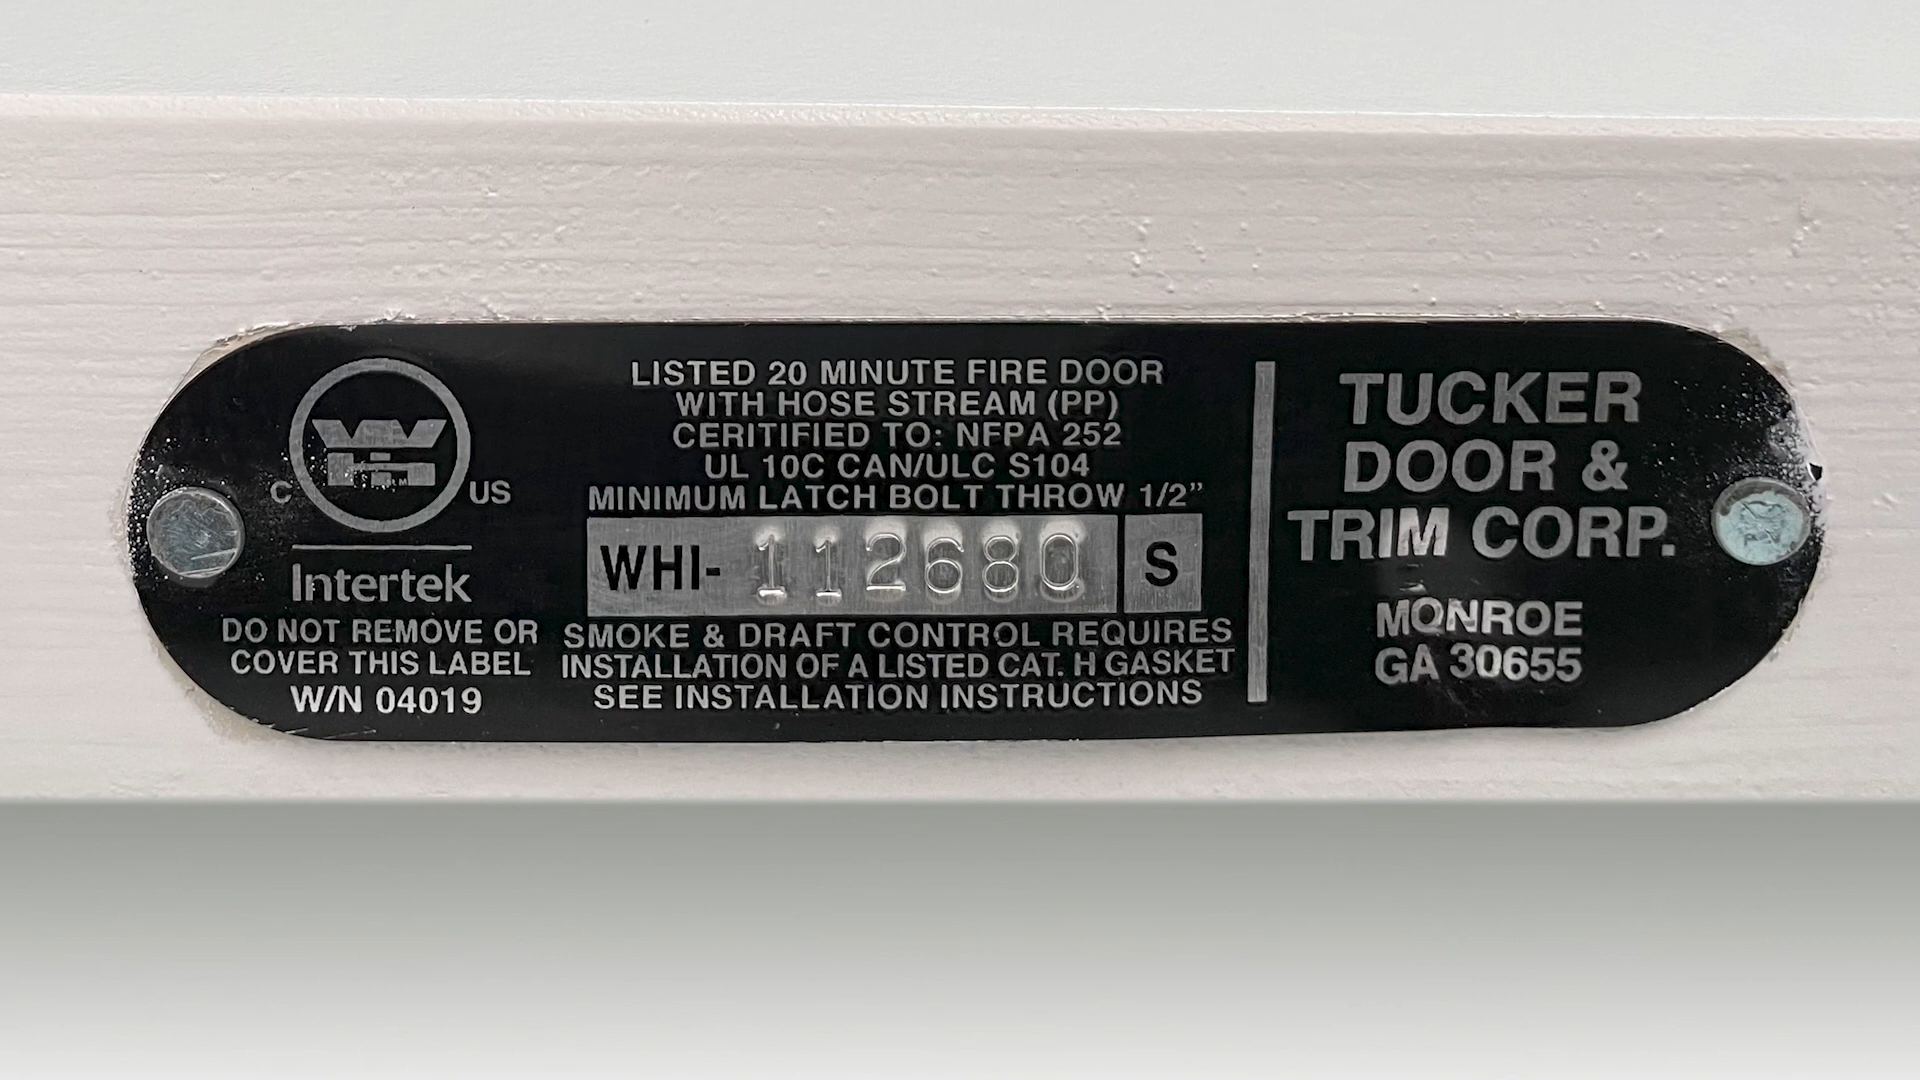 WHI
C US
Intertek
DO NOT REMOVE OR
COVER THIS LABEL
W/N 04019
LISTED 20 MINUTE FIRE DOOR
WITH HOSE STREAM (PP)
CERITIFIED TO: NFPA 252
UL 10C CAN/ULC S104
MINIMUM LATCH BOLT THROW 1/2”
WHI- 112680 S
SMOKE & DRAFT CONTROL REQUIRES
INSTALLATION OF A LISTED CAT. H GASKET
SEE INSTALLATION INSTRUCTIONS
TUCKER
DOOR &
TRIM CORP.
MONROE
GA 30655